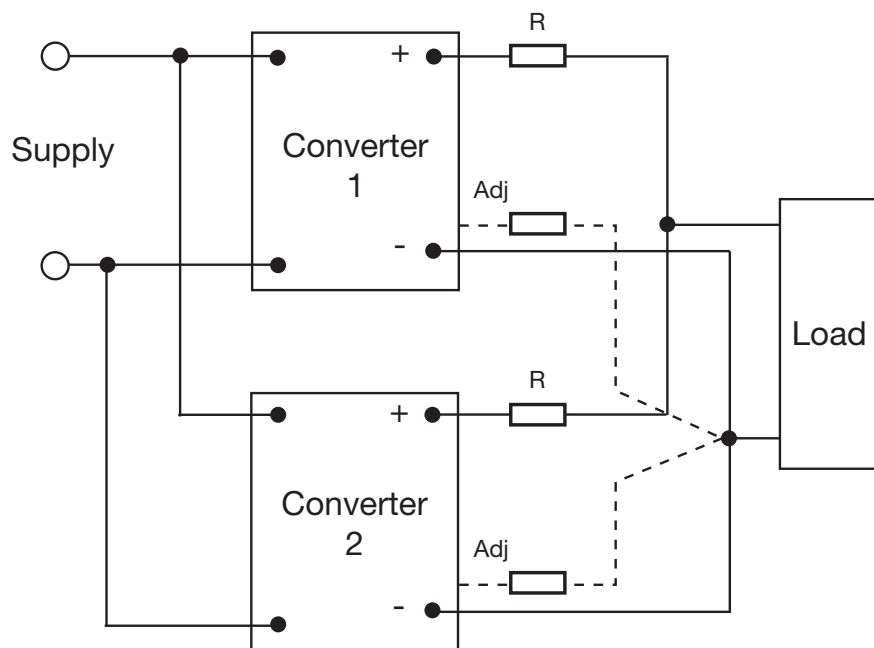 R
+
Supply
Converter
1
Adj
-
Load
R
+
Converter
2
Adj
-